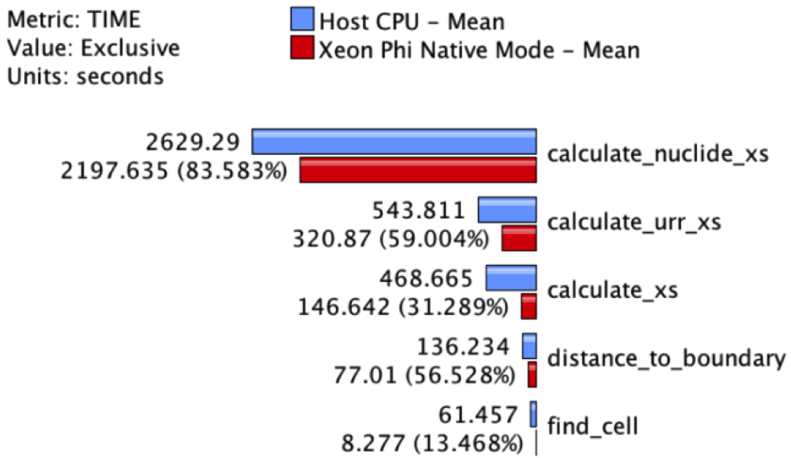 Metric: TIME
Value: Exclusive
Units: seconds
Host CPU – Mean
Xeon Phi Native Mode – Mean
2629.29
2197.635 (83.583%)
calculate_nuclide_xs
543.811
320.87 (59.004%)
calculate_urr_xs
468.665
146.642 (31.289%)
calculate_xs
136.234
77.01 (56.528%)
distance_to_boundary
61.457
8.277 (13.468%)
find_cell